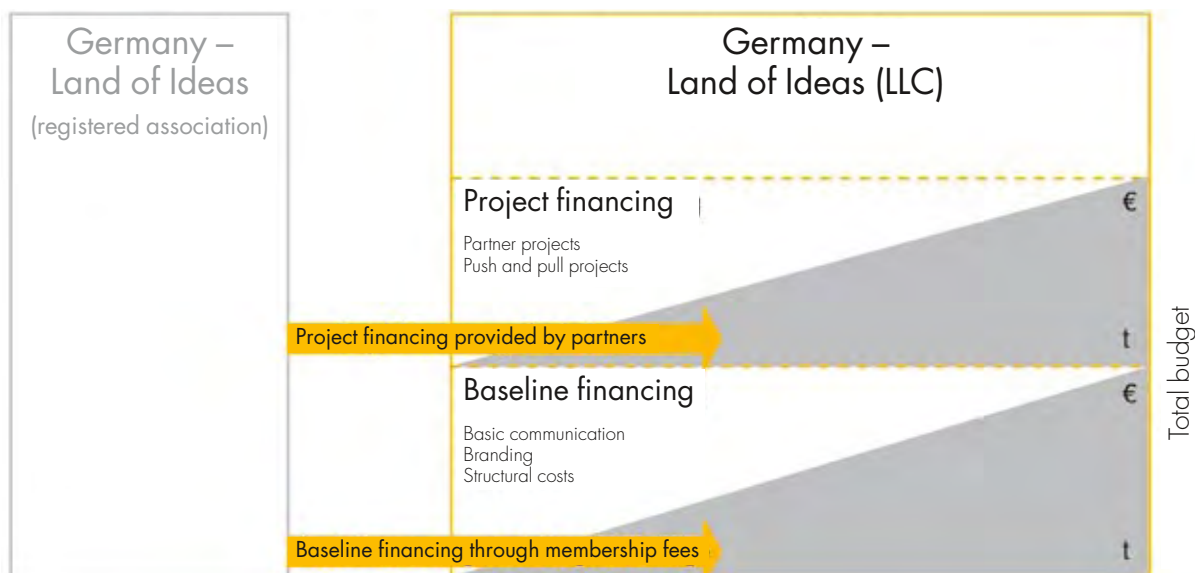 Germany –
Land of Ideas
(registered association)
Germany –
Land of Ideas (LLC)
Project financing
€
Partner projects
Push and pull projects
Project financing provided by partners
t
Baseline financing
€
Basic communication
Branding
Structural costs
Baseline financing through membership fees
t
Total budget